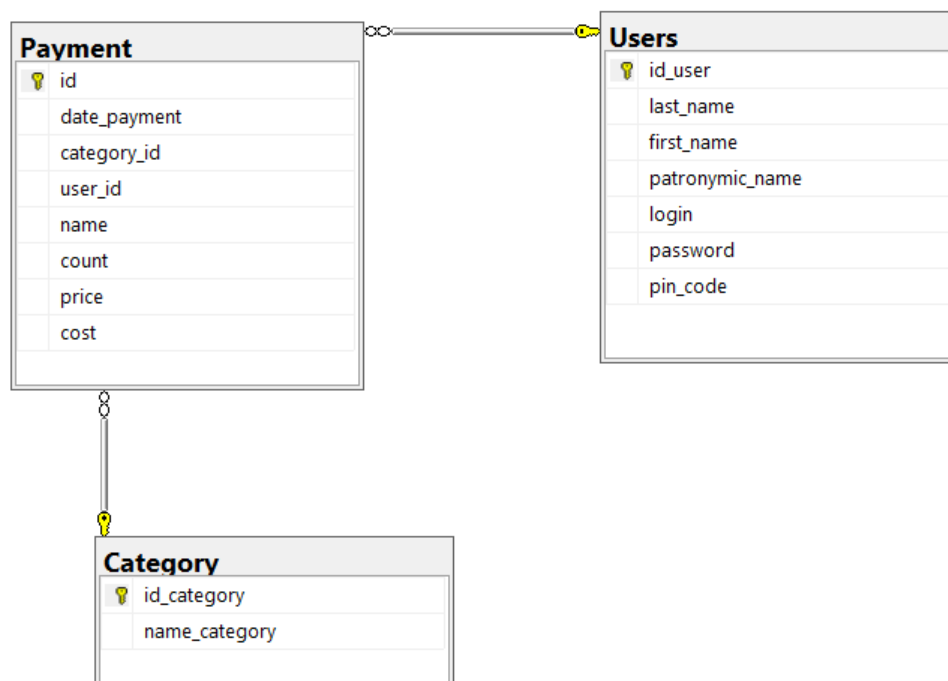 Payment
id
date_payment
category_id
user_id
name
count
price
cost
Users
id_user
last_name
first_name
patronymic_name
login
password
pin_code
Category
id_category
name_category